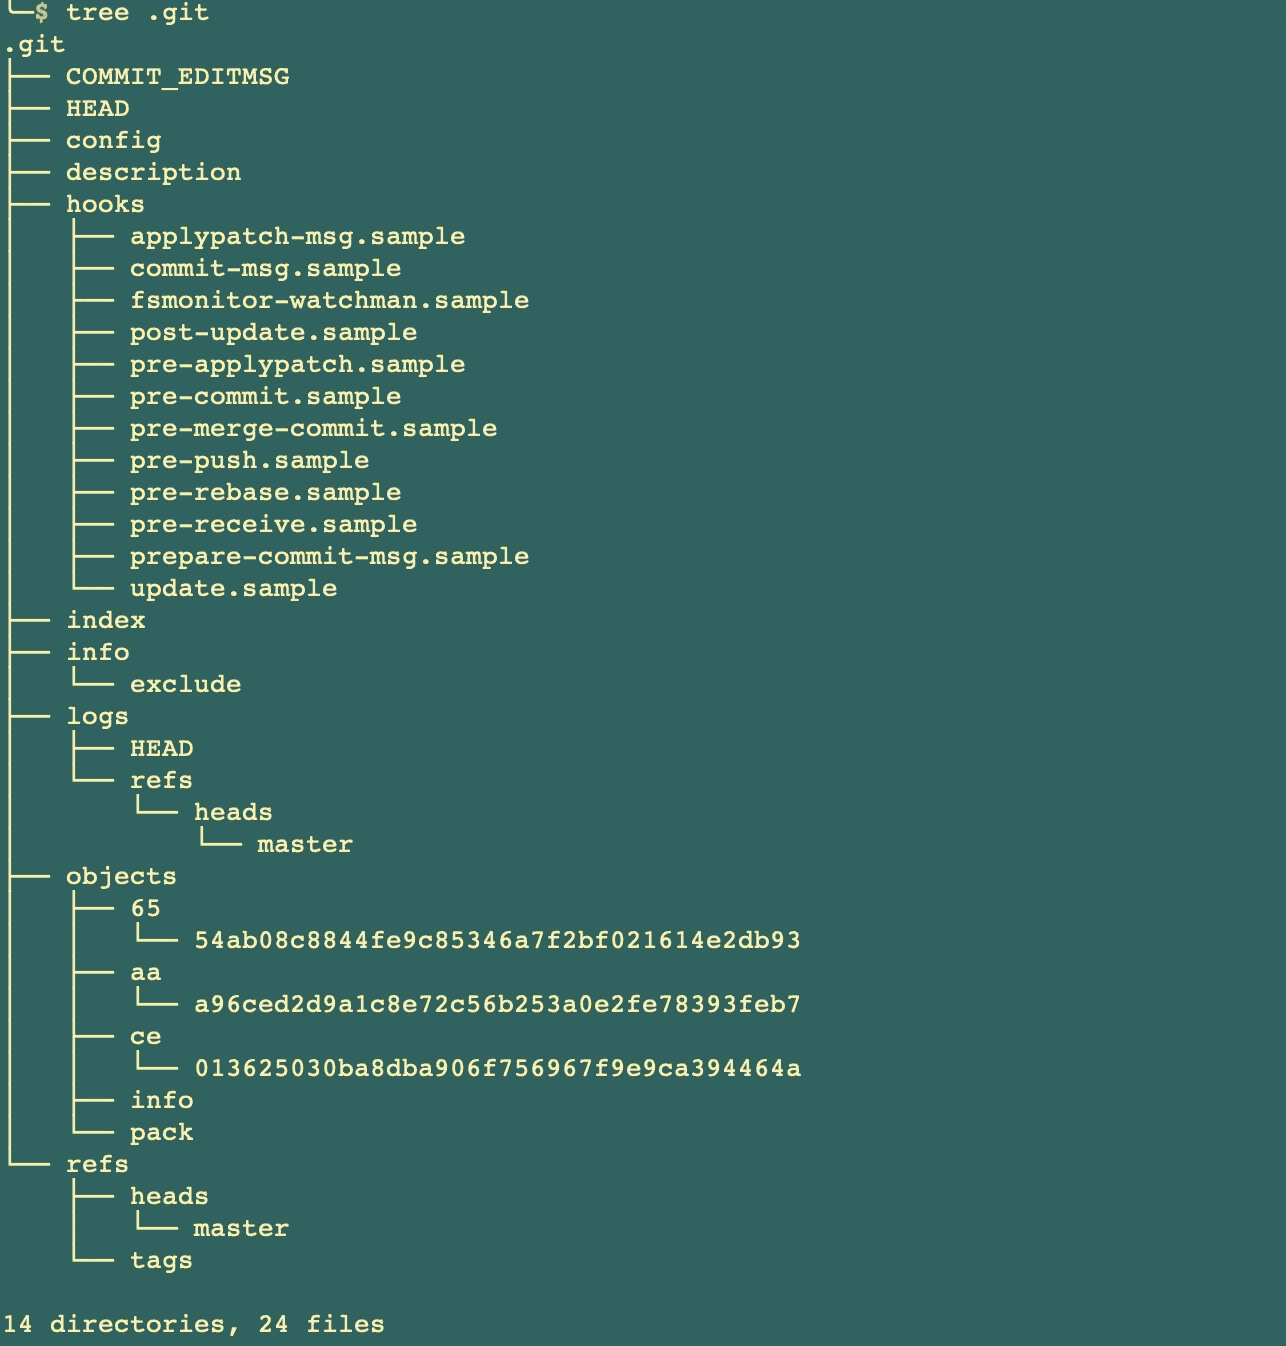 ╰─$ tree .git
.git
├── COMMIT_EDITMSG
├── HEAD
├── config
├── description
├── hooks
│   ├── applypatch-msg.sample
│   ├── commit-msg.sample
│   ├── fsmonitor-watchman.sample
│   ├── post-update.sample
│   ├── pre-applypatch.sample
│   ├── pre-commit.sample
│   ├── pre-merge-commit.sample
│   ├── pre-push.sample
│   ├── pre-rebase.sample
│   ├── pre-receive.sample
│   ├── prepare-commit-msg.sample
│   └── update.sample
├── index
├── info
│   └── exclude
├── logs
│   ├── HEAD
│   └── refs
│       └── heads
│           └── master
├── objects
│   ├── 65
│   │   └── 54ab08c8844fe9c85346a7f2bf021614e2db93
│   ├── aa
│   │   └── a96ced2d9a1c8e72c56b253a0e2fe78393feb7
│   ├── ce
│   │   └── 013625030ba8dba906f756967f9e9ca394464a
│   ├── info
│   └── pack
└── refs
    ├── heads
    │   └── master
    └── tags
14 directories, 24 files